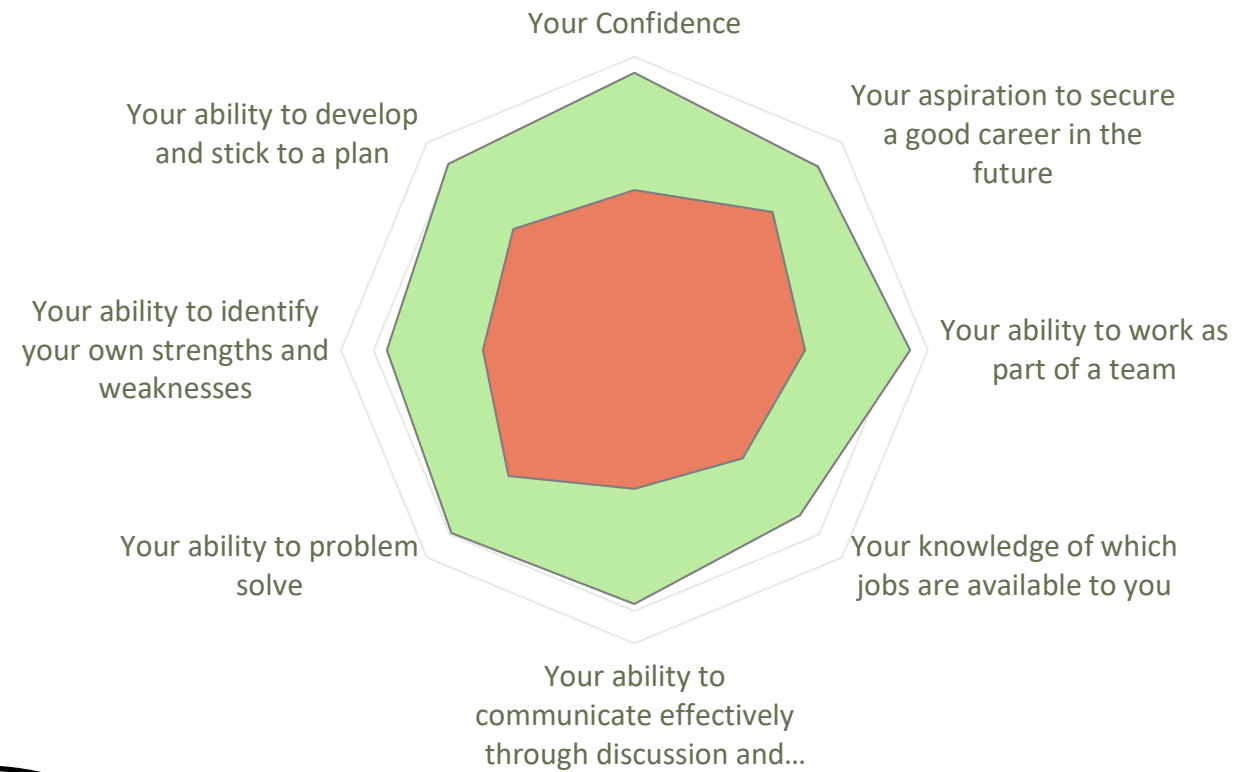 Your Confidence
Your aspiration to secure
a good career in the
future
Your ability to work as
part of a team
Your knowledge of which
jobs are available to you
Your ability to
communicate effectively
through discussion and…
Your ability to problem
solve
Your ability to identify
your own strengths and
weaknesses
Your ability to develop
and stick to a plan